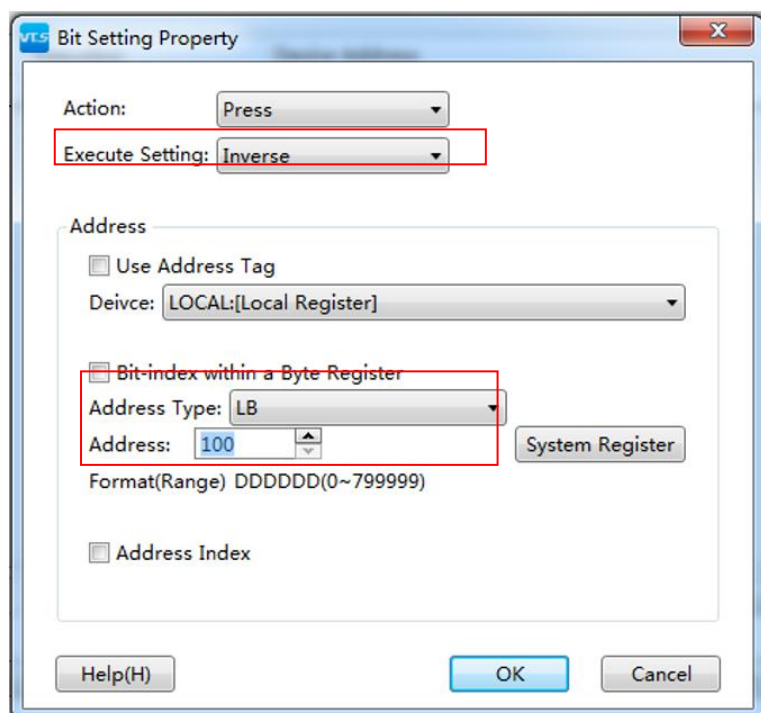 VTS Bit Setting Property
Action: Press
Execute Setting: Inverse
Address
Use Address Tag
Deivce: LOCAL:[Local Register]
Bit-index within a Byte Register
Address Type: LB
Address: 100
System Register
Format(Range) DDDDDD(0~799999)
Address Index
Help(H) OK Cancel